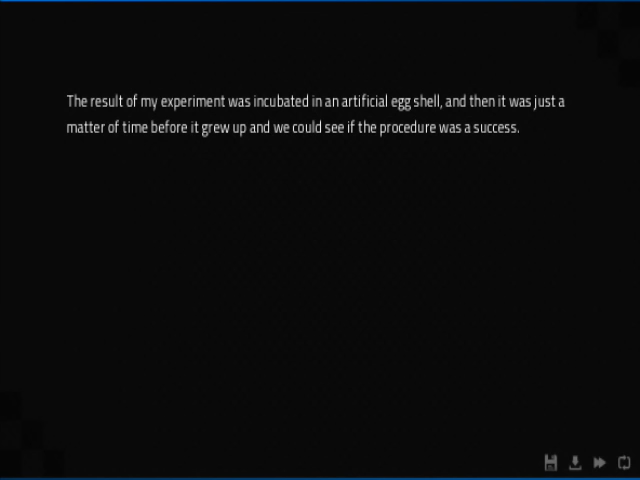 The result of my experiment was incubated in an artificial egg shell, and then it was just a
matter of time before it grew up and we could see if the procedure was a success.